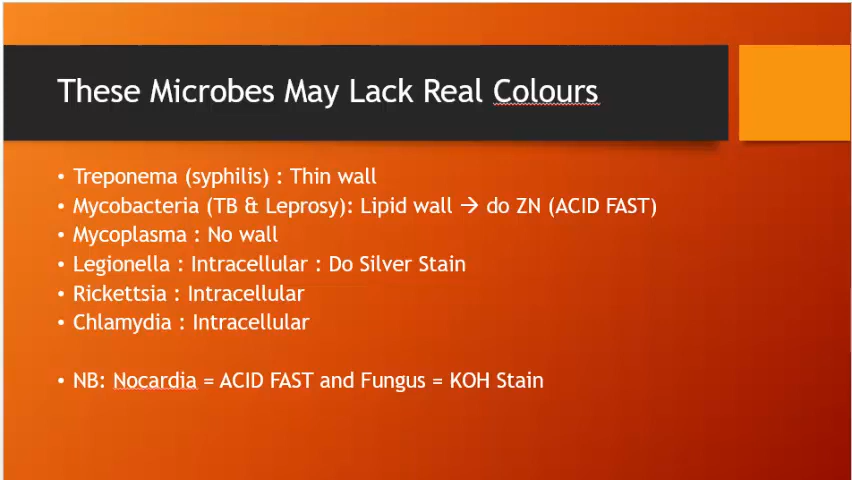 These Microbes May Lack Real Colours
• Treponema (syphilis) : Thin wall
• Mycobacteria (TB & Leprosy): Lipid wall → do ZN (ACID FAST)
• Mycoplasma : No wall
• Legionella : Intracellular : Do Silver Stain
• Rickettsia : Intracellular
• Chlamydia : Intracellular
• NB: Nocardia = ACID FAST and Fungus = KOH Stain